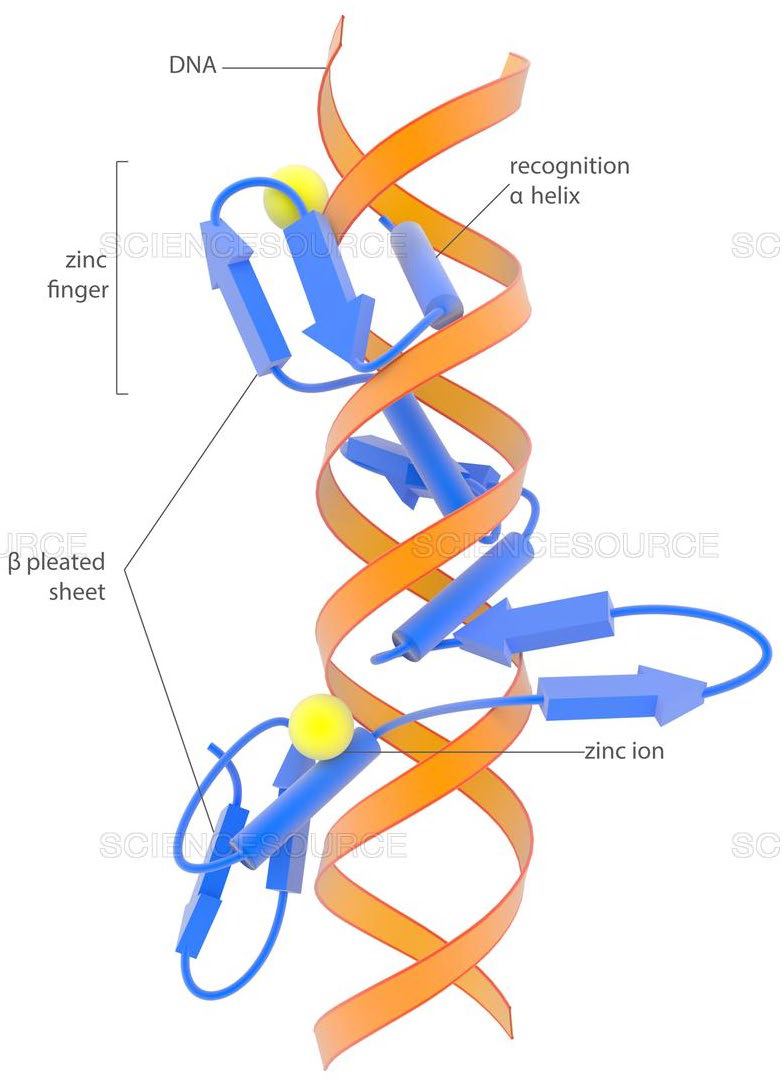 DNA
recognition
α helix
SCIENCESOURCE
SC
zinc
finger
URCE
SCIENCESOURCE
β pleated
sheet
zinc ion
SCIENCESOURCE
SC